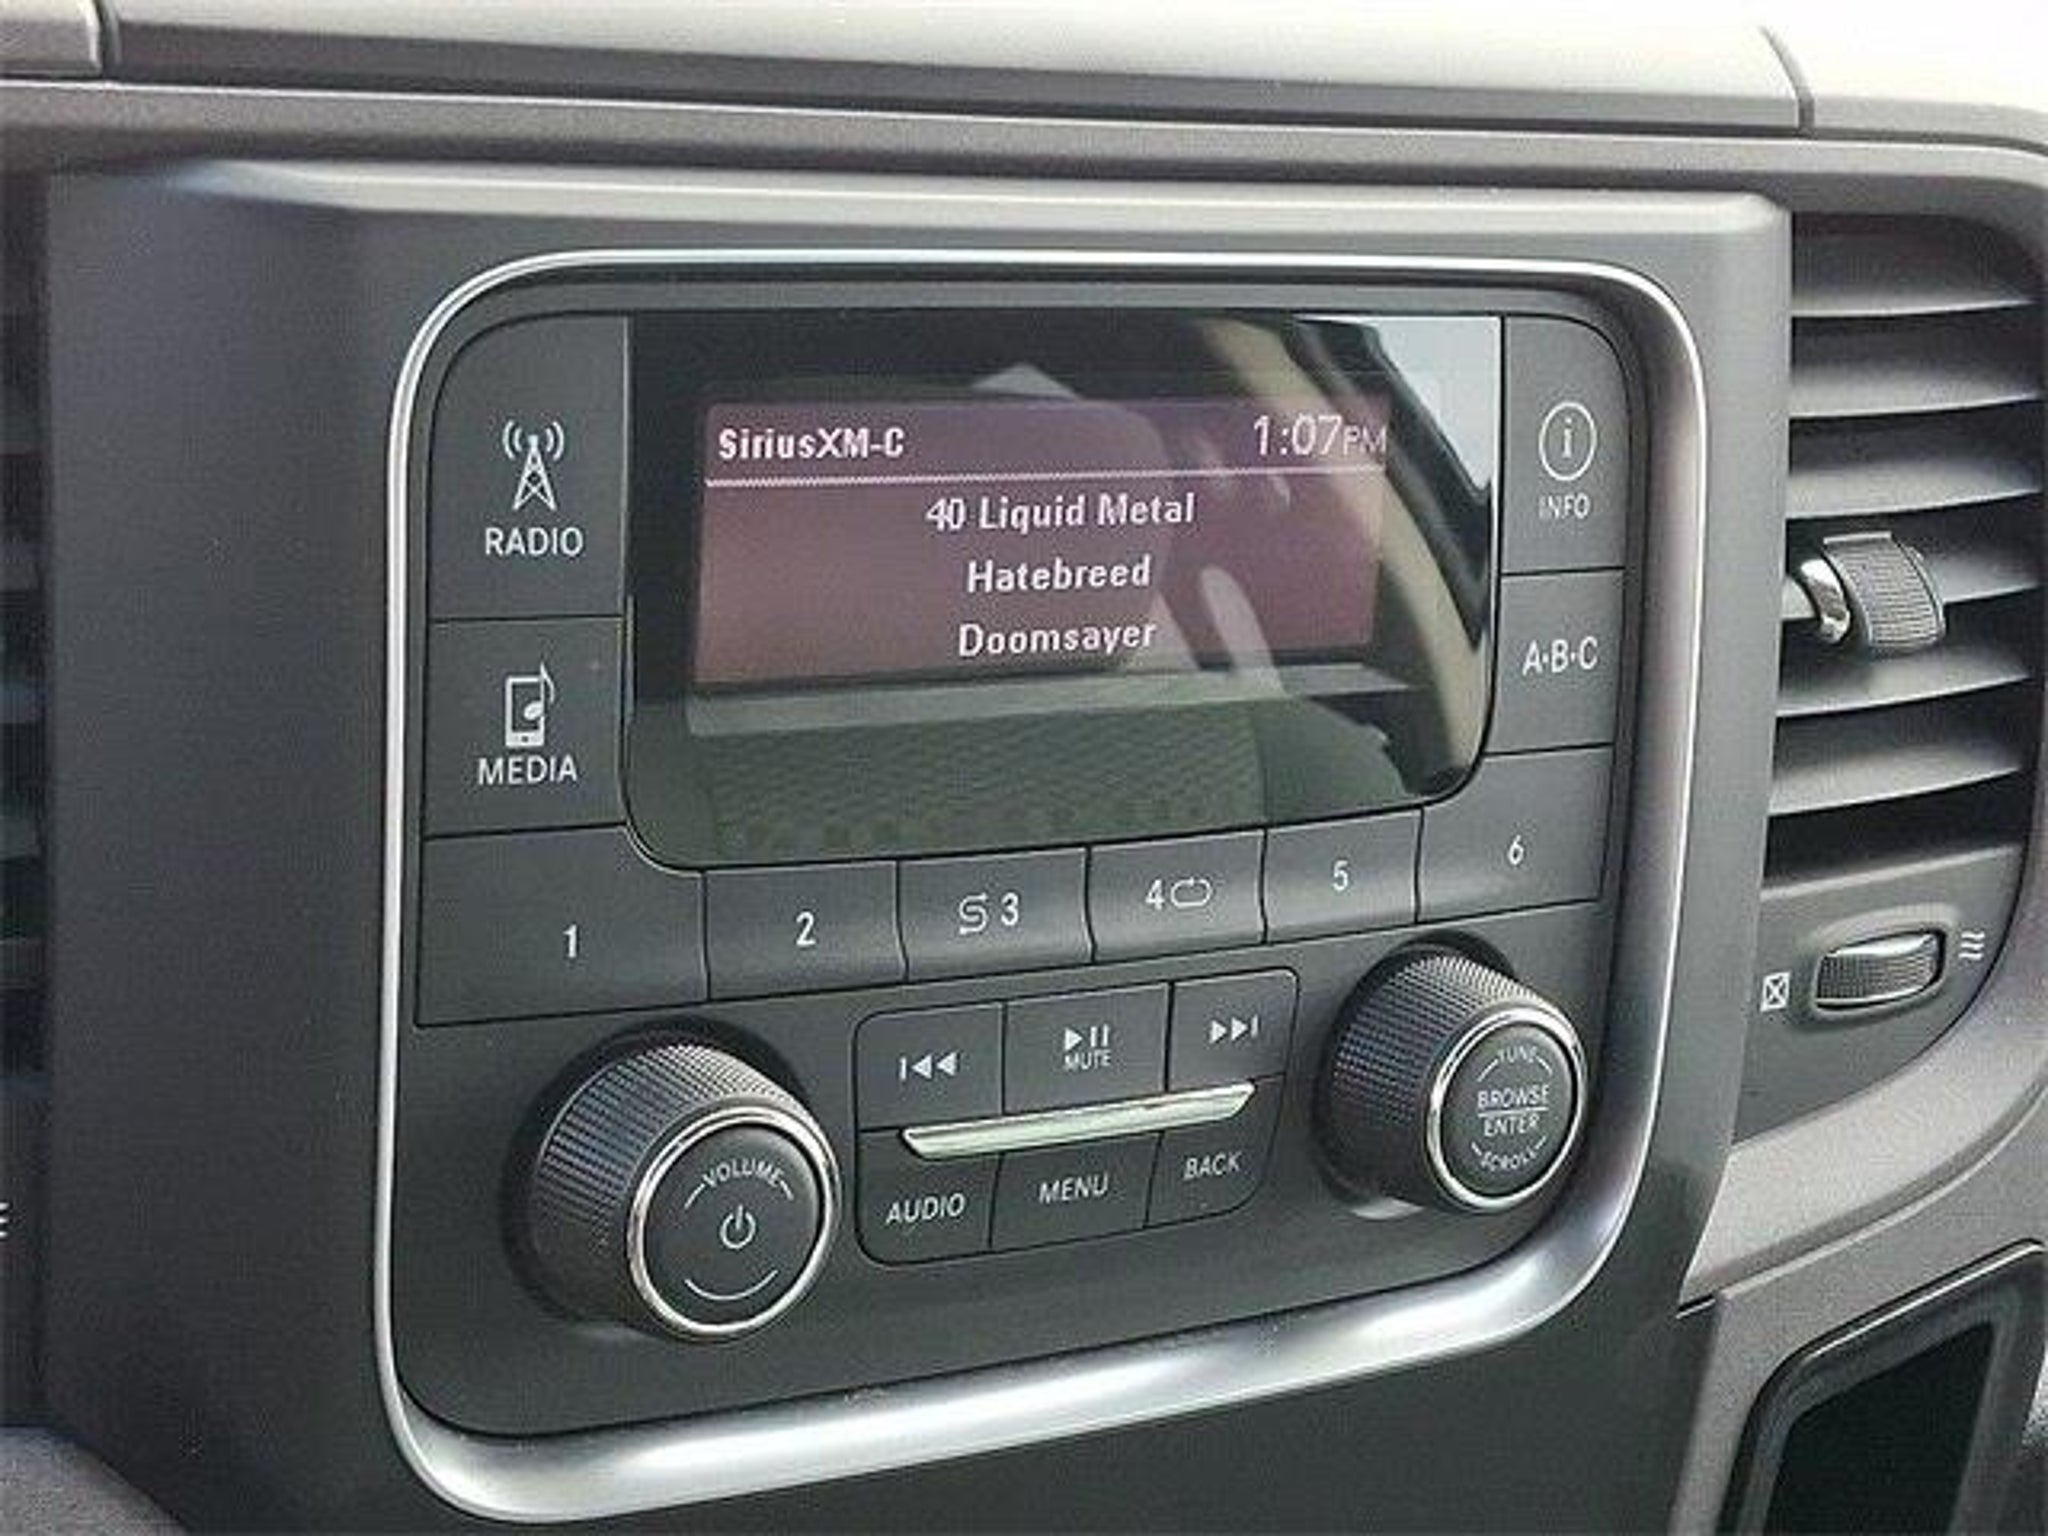 SiriusXM-C 1:07PM
40 Liquid Metal
Hatebreed
Doomsayer
RADIO
MEDIA
i
INFO
A·B·C
1 2 3 4 5 6
MUTE
VOLUME
AUDIO MENU BACK
TUNE
BROWSE
ENTER
SCROLL